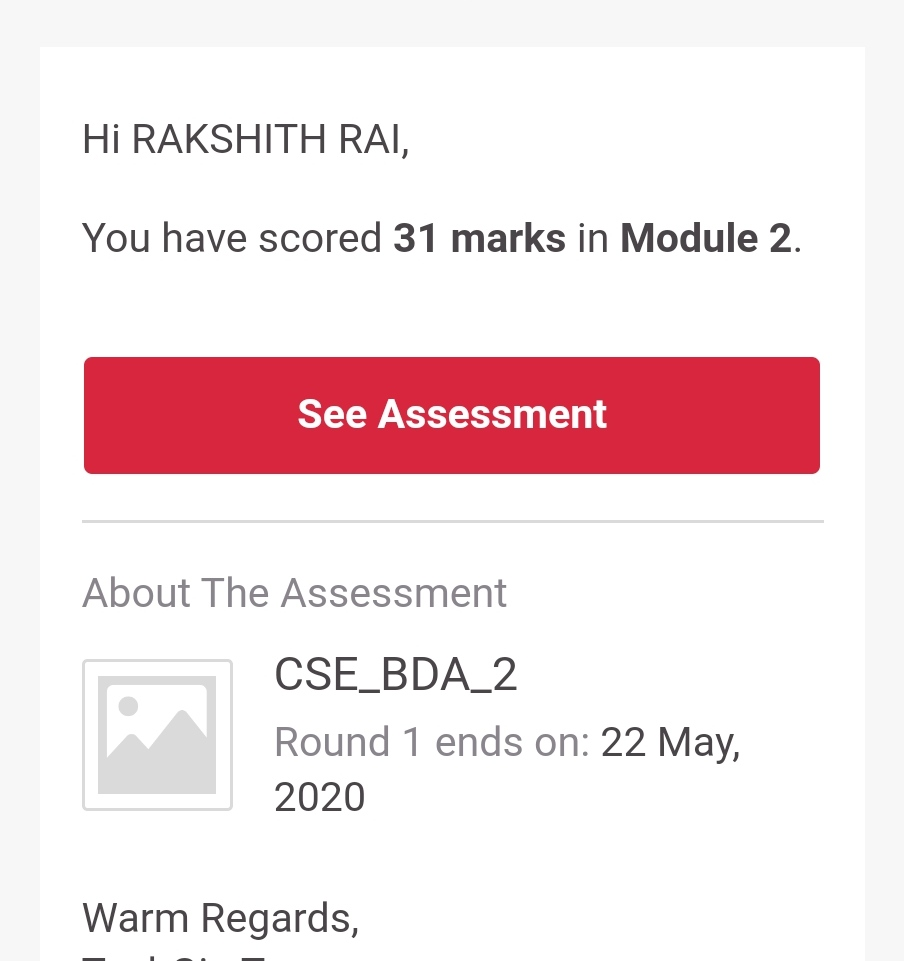 Hi RAKSHITH RAI,
You have scored 31 marks in Module 2.
See Assessment
About The Assessment
CSE_BDA_2
Round 1 ends on: 22 May,
2020
Warm Regards,